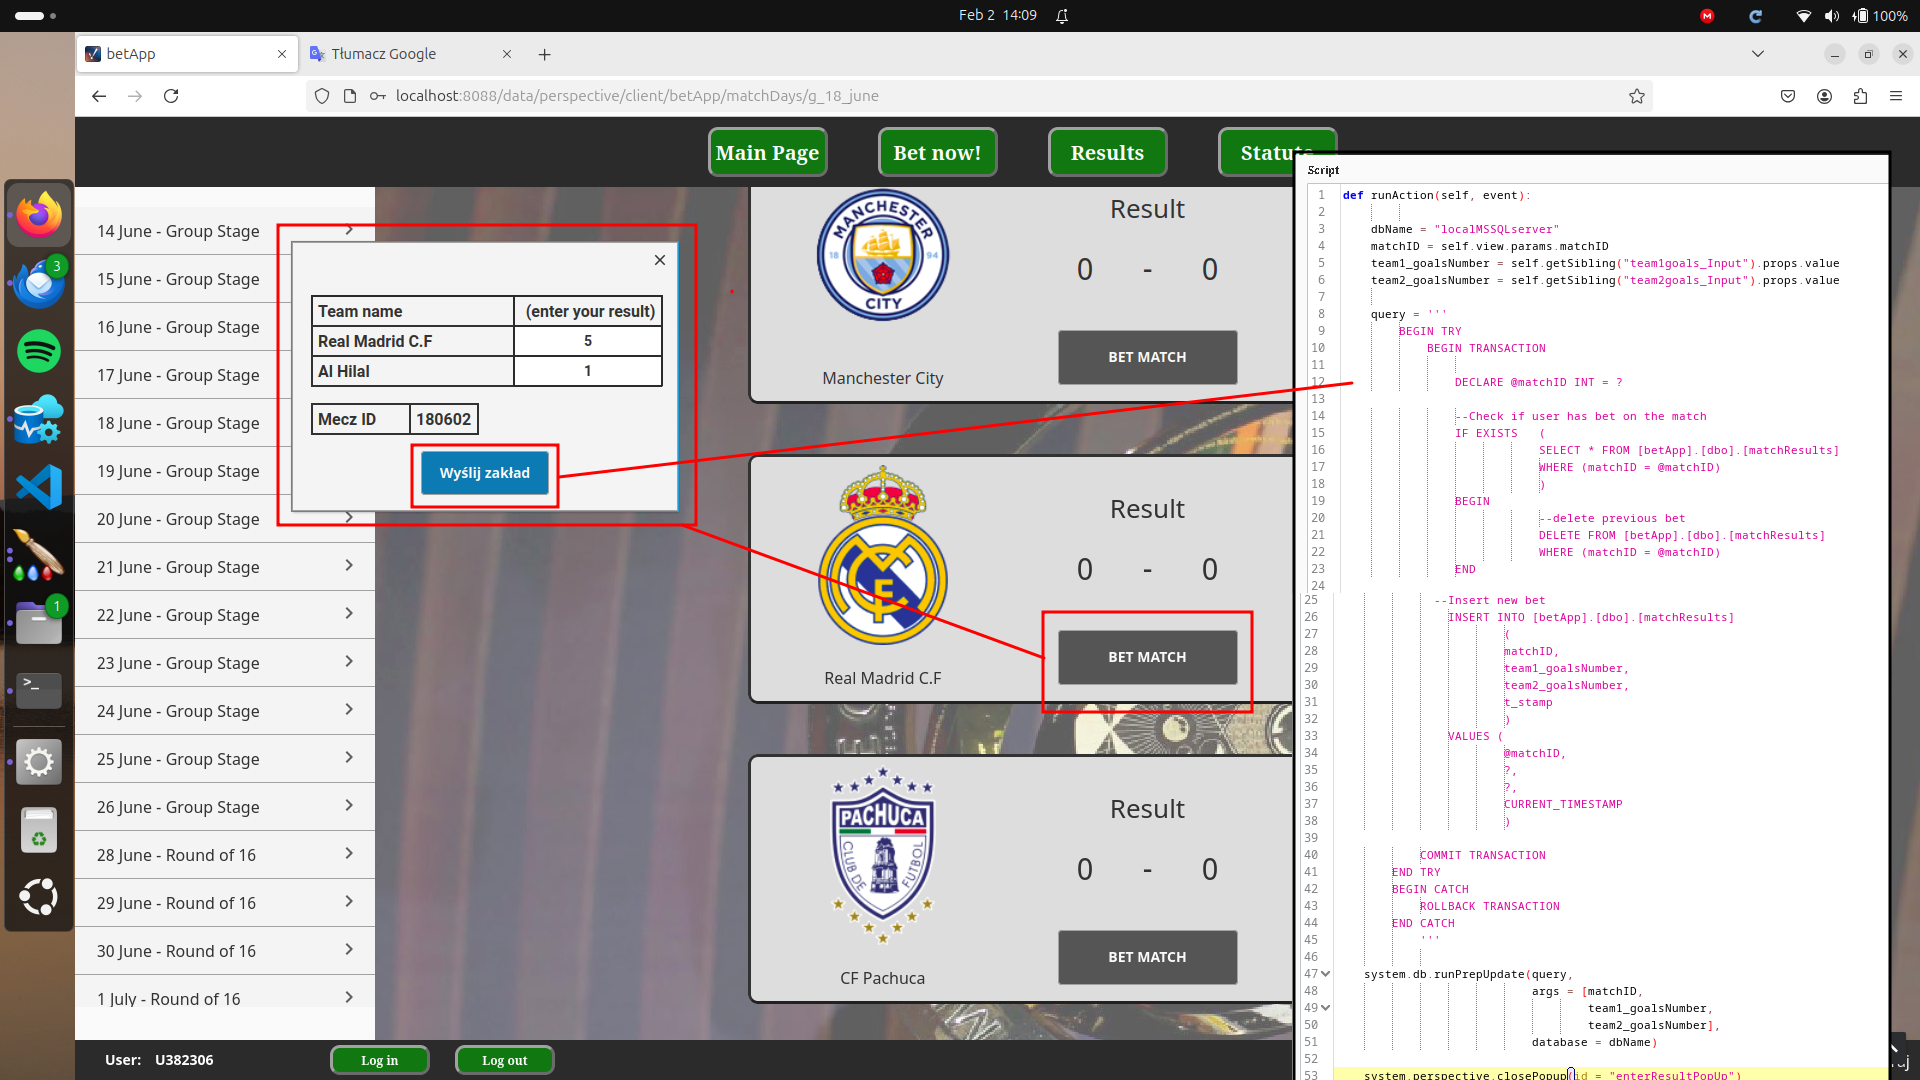 Feb 2 14:09
100%
betApp
Tłumacz Google
localhost:8088/data/perspective/client/betApp/matchDays/g_18_june
Main Page
Bet now!
Results
Statute
14 June - Group Stage
15 June - Group Stage
16 June - Group Stage
17 June - Group Stage
18 June - Group Stage
19 June - Group Stage
20 June - Group Stage
21 June - Group Stage
22 June - Group Stage
23 June - Group Stage
24 June - Group Stage
25 June - Group Stage
26 June - Group Stage
28 June - Round of 16
29 June - Round of 16
30 June - Round of 16
1 July - Round of 16
3
1
Team name (enter your result)
Real Madrid C.F 5
Al Hilal 1
Mecz ID 180602
Wyślij zakład
MANCHESTER
18 94
CITY
Manchester City
Result
0 - 0
BET MATCH
Real Madrid C.F
Result
0 - 0
BET MATCH
PACHUCA
CLUB DE FUTBOL
CF Pachuca
Result
0 - 0
BET MATCH
Script
1 def runAction(self, event):
2
3 dbName = "localMSSQLserver"
4 matchID = self.view.params.matchID
5 team1_goalsNumber = self.getSibling("team1goals_Input").props.value
6 team2_goalsNumber = self.getSibling("team2goals_Input").props.value
7
8 query = '''
9 BEGIN TRY
10 BEGIN TRANSACTION
11
12 DECLARE @matchID INT = ?
13
14 --Check if user has bet on the match
15 IF EXISTS (
16 SELECT * FROM [betApp].[dbo].[matchResults]
17 WHERE (matchID = @matchID)
18 )
19 BEGIN
20 --delete previous bet
21 DELETE FROM [betApp].[dbo].[matchResults]
22 WHERE (matchID = @matchID)
23 END
24
25 --Insert new bet
26 INSERT INTO [betApp].[dbo].[matchResults]
27 (
28 matchID,
29 team1_goalsNumber,
30 team2_goalsNumber,
31 t_stamp
32 )
33 VALUES (
34 @matchID,
35 ?,
36 ?,
37 CURRENT_TIMESTAMP
38 )
39
40 COMMIT TRANSACTION
41 END TRY
42 BEGIN CATCH
43 ROLLBACK TRANSACTION
44 END CATCH
45 '''
46
47 system.db.runPrepUpdate(query,
48 args = [matchID,
49 team1_goalsNumber,
50 team2_goalsNumber],
51 database = dbName)
52
53 system.perspective.closePopup(id = "enterResultPopUp")
User: U382306
Log in
Log out